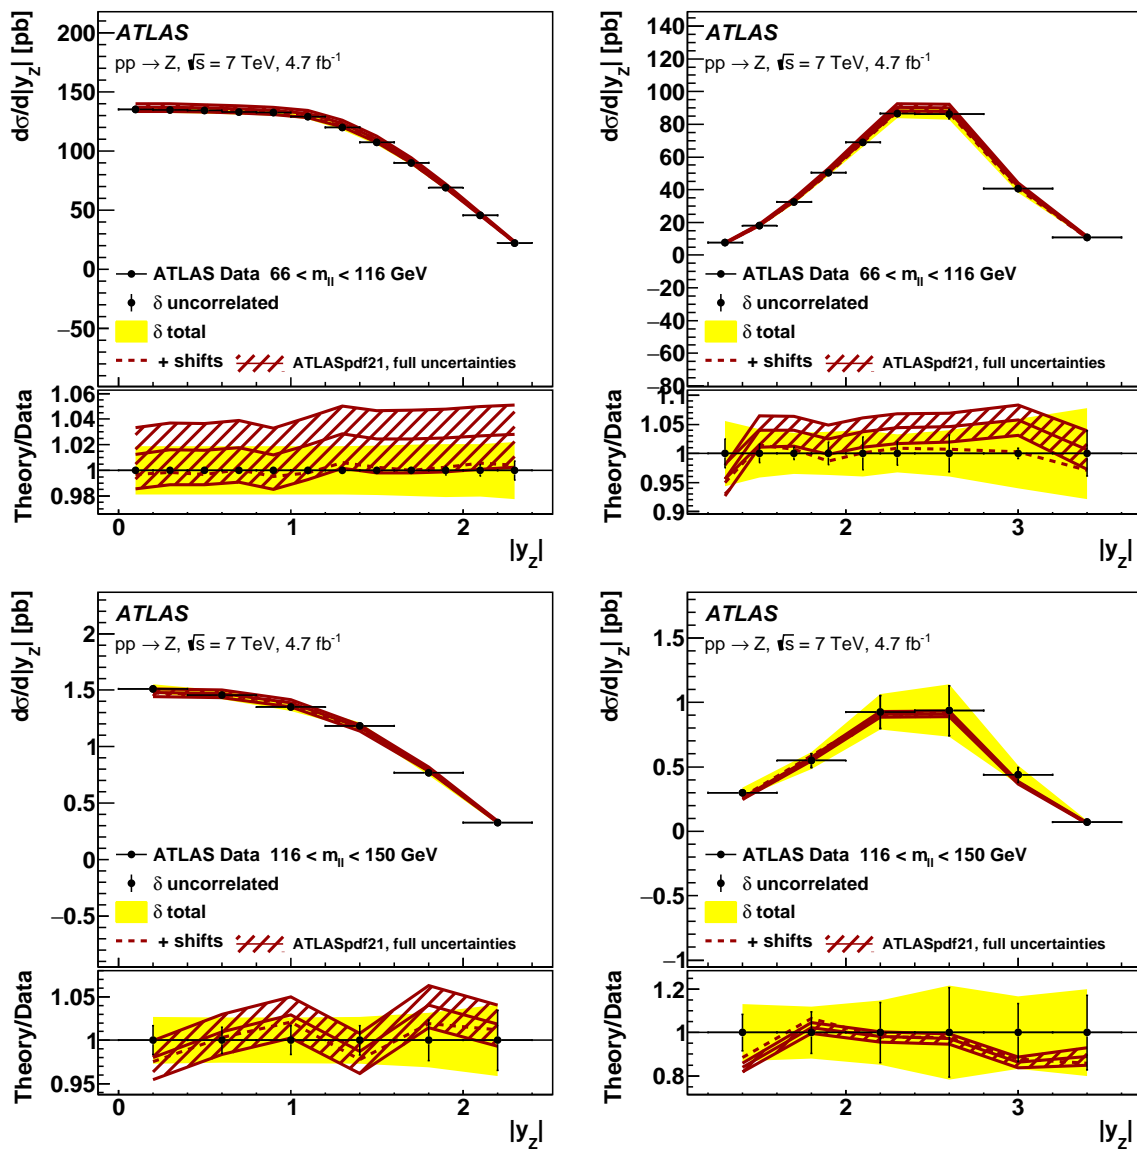 dσ/d|y_Z| [pb]
200
150
100
50
0
−50
ATLAS
pp → Z, √s = 7 TeV, 4.7 fb⁻¹
ATLAS Data 66 < m_ll < 116 GeV
δ uncorrelated
δ total
+ shifts ATLASpdf21, full uncertainties
Theory/Data
1.06
1.04
1.02
1
0.98
0 1 2
|y_Z|
dσ/d|y_Z| [pb]
140
120
100
80
60
40
20
0
−20
−40
−60
−80
ATLAS
pp → Z, √s = 7 TeV, 4.7 fb⁻¹
ATLAS Data 66 < m_ll < 116 GeV
δ uncorrelated
δ total
+ shifts ATLASpdf21, full uncertainties
Theory/Data
1.05
1
0.95
0.9
2 3
|y_Z|
dσ/d|y_Z| [pb]
2
1.5
1
0.5
0
−0.5
ATLAS
pp → Z, √s = 7 TeV, 4.7 fb⁻¹
ATLAS Data 116 < m_ll < 150 GeV
δ uncorrelated
δ total
+ shifts ATLASpdf21, full uncertainties
Theory/Data
1.05
1
0.95
0 1 2
|y_Z|
dσ/d|y_Z| [pb]
1.5
1
0.5
0
−0.5
−1
ATLAS
pp → Z, √s = 7 TeV, 4.7 fb⁻¹
ATLAS Data 116 < m_ll < 150 GeV
δ uncorrelated
δ total
+ shifts ATLASpdf21, full uncertainties
Theory/Data
1.2
1
0.8
2 3
|y_Z|